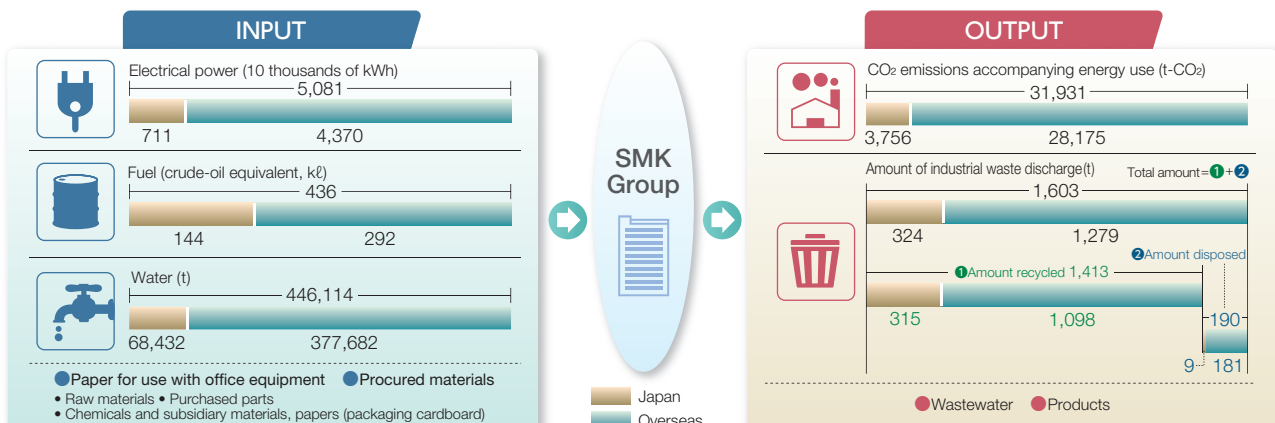 INPUT
Electrical power (10 thousands of kWh)
5,081
711
4,370
Fuel (crude-oil equivalent, kℓ)
436
144
292
Water (t)
446,114
68,432
377,682
●Paper for use with office equipment ●Procured materials
• Raw materials • Purchased parts
• Chemicals and subsidiary materials, papers (packaging cardboard)
SMK
Group
Japan
Overseas
OUTPUT
CO₂ emissions accompanying energy use (t-CO₂)
31,931
3,756
28,175
Amount of industrial waste discharge(t)
Total amount=❶+❷
1,603
324
1,279
❷Amount disposed
❶Amount recycled 1,413
315
1,098
190
9
181
●Wastewater ●Products